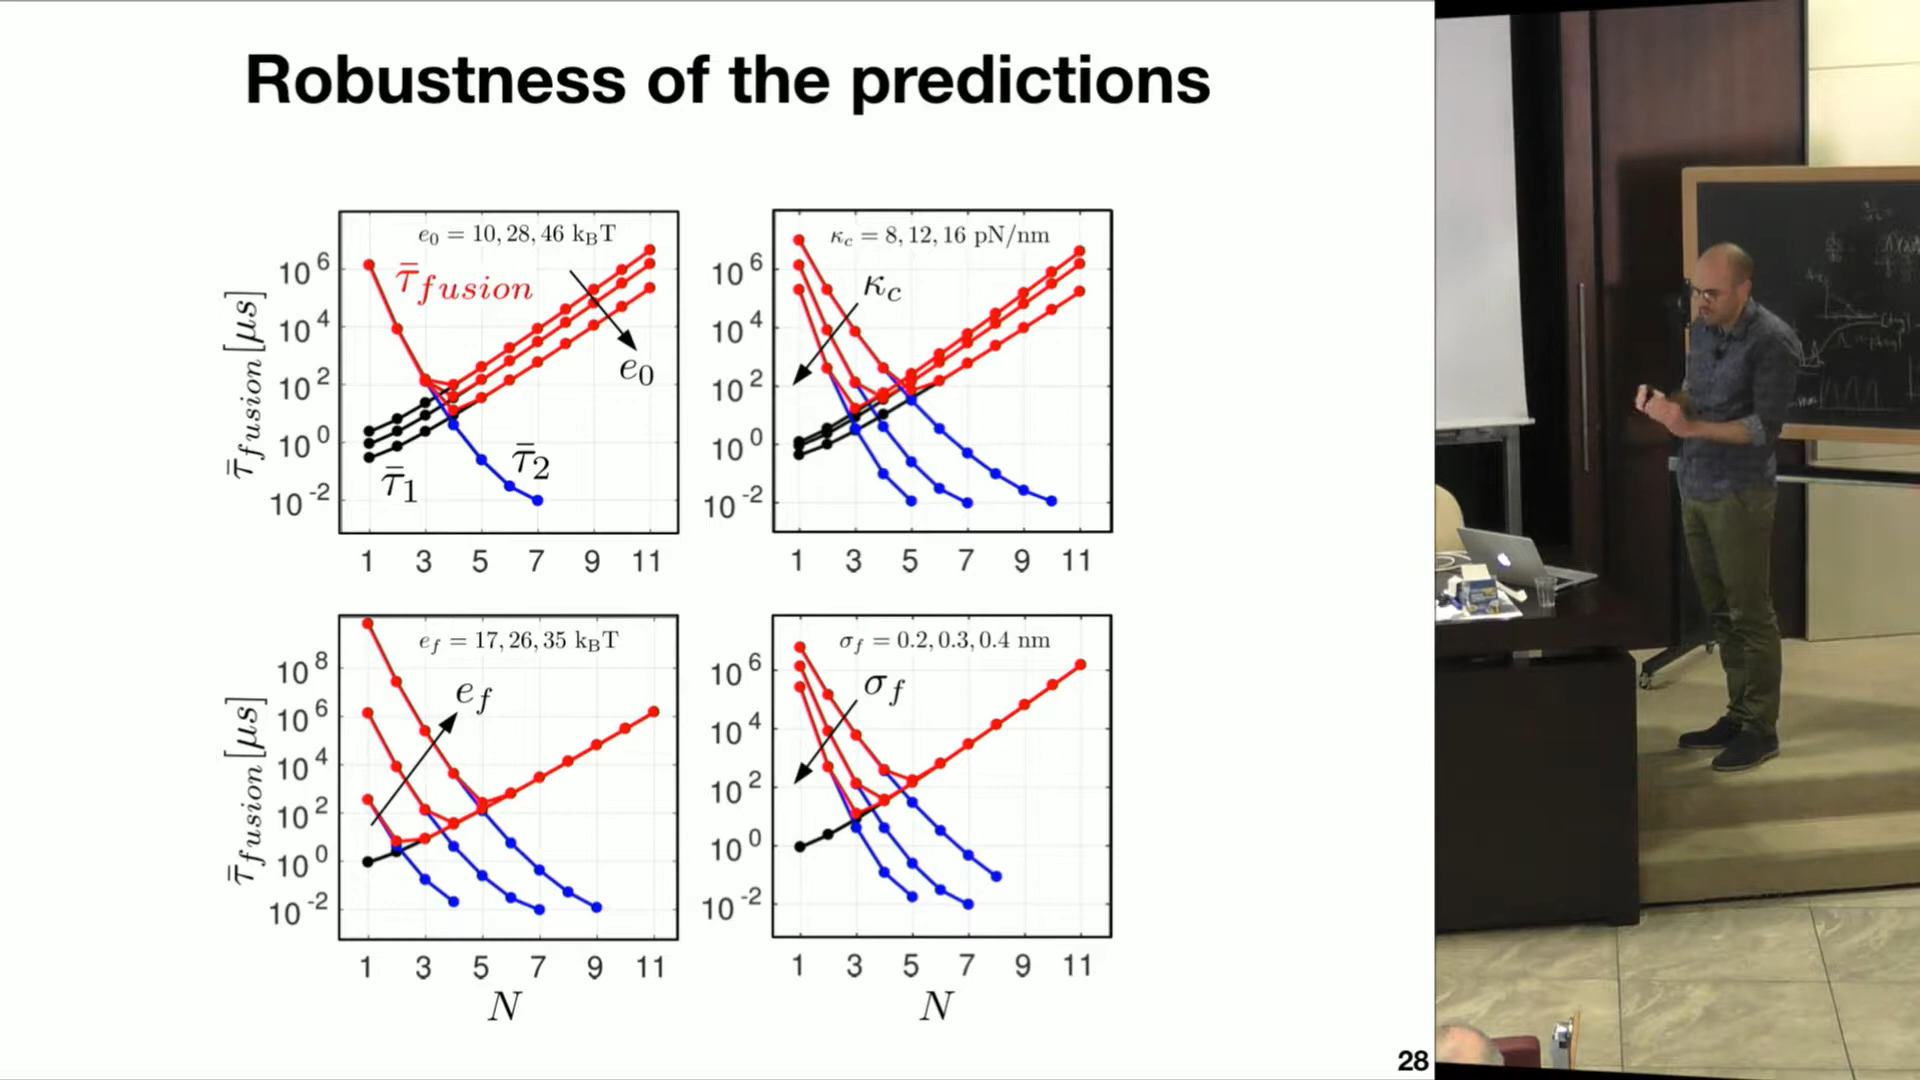 Robustness of the predictions
e₀ = 10, 28, 46 k_BT
τ̄_fusion
e₀
τ̄₁
τ̄₂
τ̄_fusion [μs]
10⁶
10⁴
10²
10⁰
10⁻²
1 3 5 7 9 11
κ_c = 8, 12, 16 pN/nm
κ_c
10⁶
10⁴
10²
10⁰
10⁻²
1 3 5 7 9 11
e_f = 17, 26, 35 k_BT
e_f
τ̄_fusion [μs]
10⁸
10⁶
10⁴
10²
10⁰
10⁻²
1 3 5 7 9 11
N
σ_f = 0.2, 0.3, 0.4 nm
σ_f
10⁶
10⁴
10²
10⁰
10⁻²
1 3 5 7 9 11
N
28